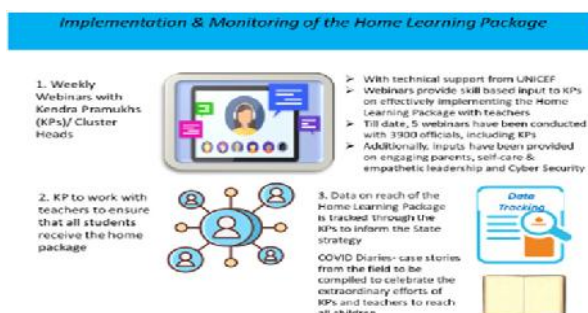 Implementation & Monitoring of the Home Learning Package
1. Weekly
Webinars with
Kendra Pramukhs
(KPs)/ Cluster
Heads
➢ With technical support from UNICEF
➢ Webinars provide skill based input to KPs
on effectively implementing the Home
Learning Package with teachers
➢ Till date, 5 webinars have been conducted
with 3900 officials, including KPs
➢ Additionally, inputs have been provided
on engaging parents, self-care &
empathetic leadership and Cyber Security
2. KP to work with
teachers to ensure
that all students
receive the home
package
3. Data on reach of the
Home Learning Package
is tracked through the
KPs to inform the State
strategy
Data
Tracking
COVID Diaries- case stories
from the field to be
compiled to celebrate the
extraordinary efforts of
KPs and teachers to reach
all children